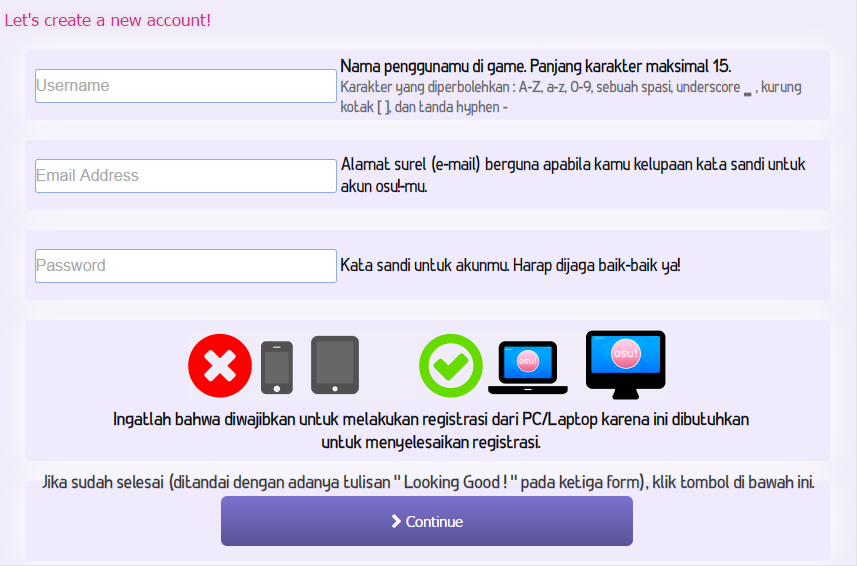 Let's create a new account!
Username
Nama penggunamu di game. Panjang karakter maksimal 15.
Karakter yang diperbolehkan : A-Z, a-z, 0-9, sebuah spasi, underscore _ , kurung
kotak [ ], dan tanda hyphen -
Email Address
Alamat surel (e-mail) berguna apabila kamu kelupaan kata sandi untuk
akun osu!-mu.
Password
Kata sandi untuk akunmu. Harap dijaga baik-baik ya!
osu!
osu!
Ingatlah bahwa diwajibkan untuk melakukan registrasi dari PC/Laptop karena ini dibutuhkan
untuk menyelesaikan registrasi.
Jika sudah selesai (ditandai dengan adanya tulisan " Looking Good ! " pada ketiga form), klik tombol di bawah ini.
Continue